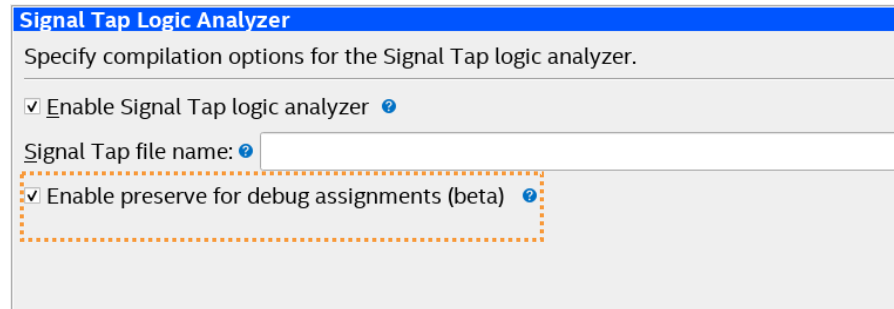 Signal Tap Logic Analyzer
Specify compilation options for the Signal Tap logic analyzer.
Enable Signal Tap logic analyzer ?
Signal Tap file name: ?
Enable preserve for debug assignments (beta) ?